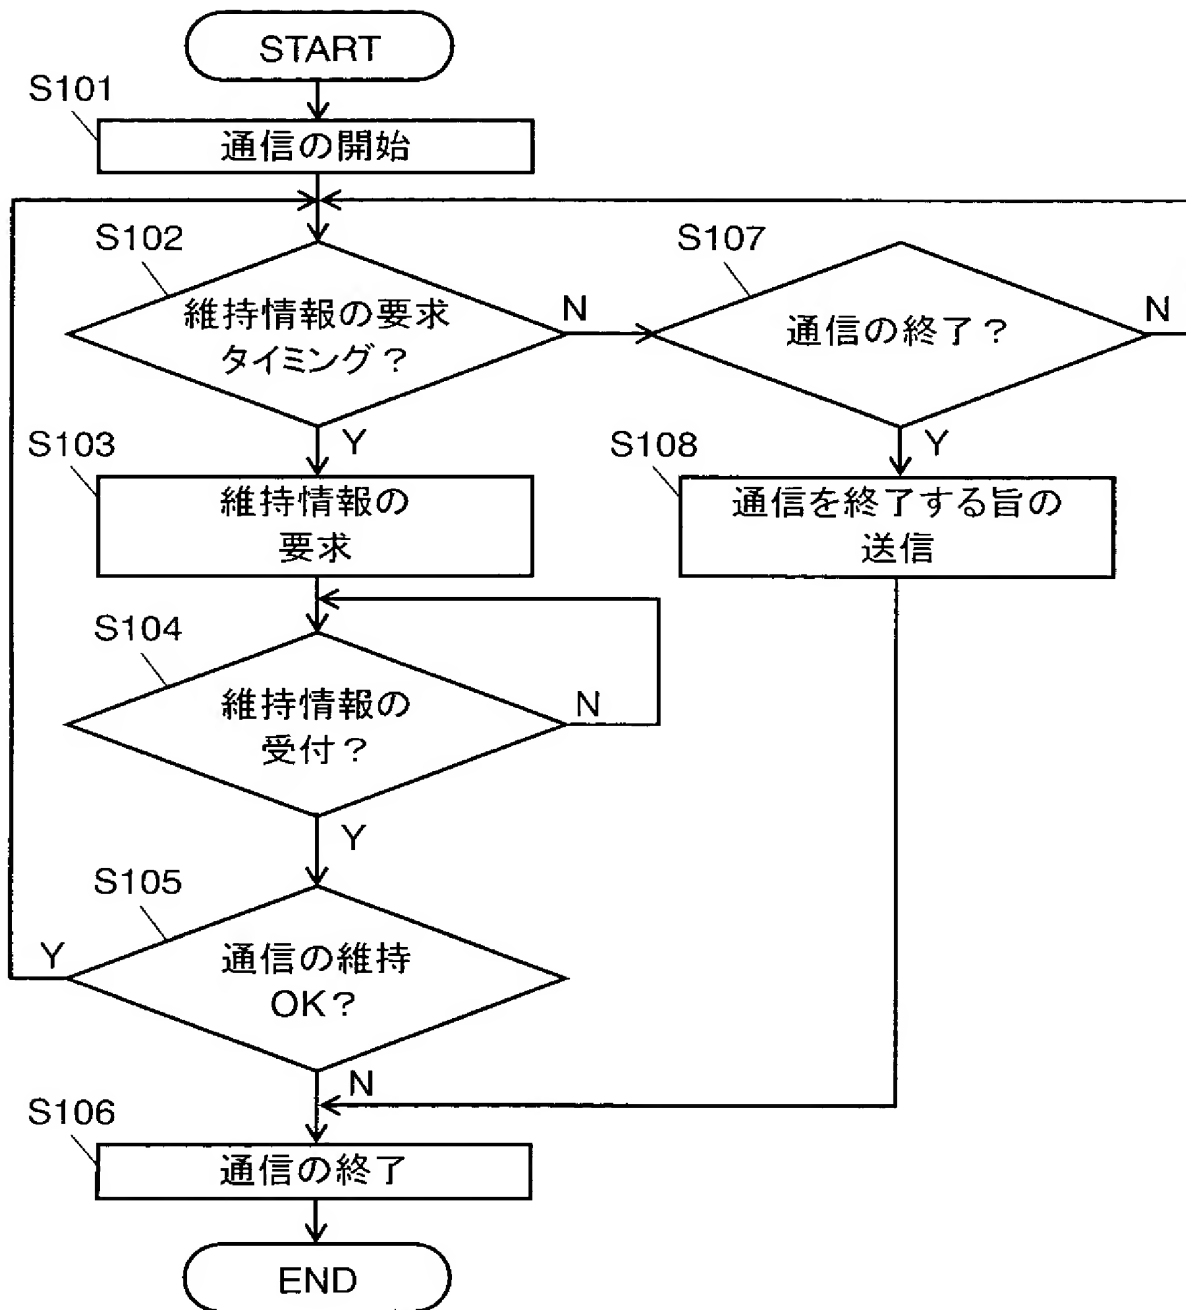 START
S101
通信の開始
S102
維持情報の要求
タイミング？
N
Y
S107
通信の終了？
N
Y
S103
維持情報の
要求
S108
通信を終了する旨の
送信
S104
維持情報の
受付？
N
Y
S105
通信の維持
OK？
Y
N
S106
通信の終了
END